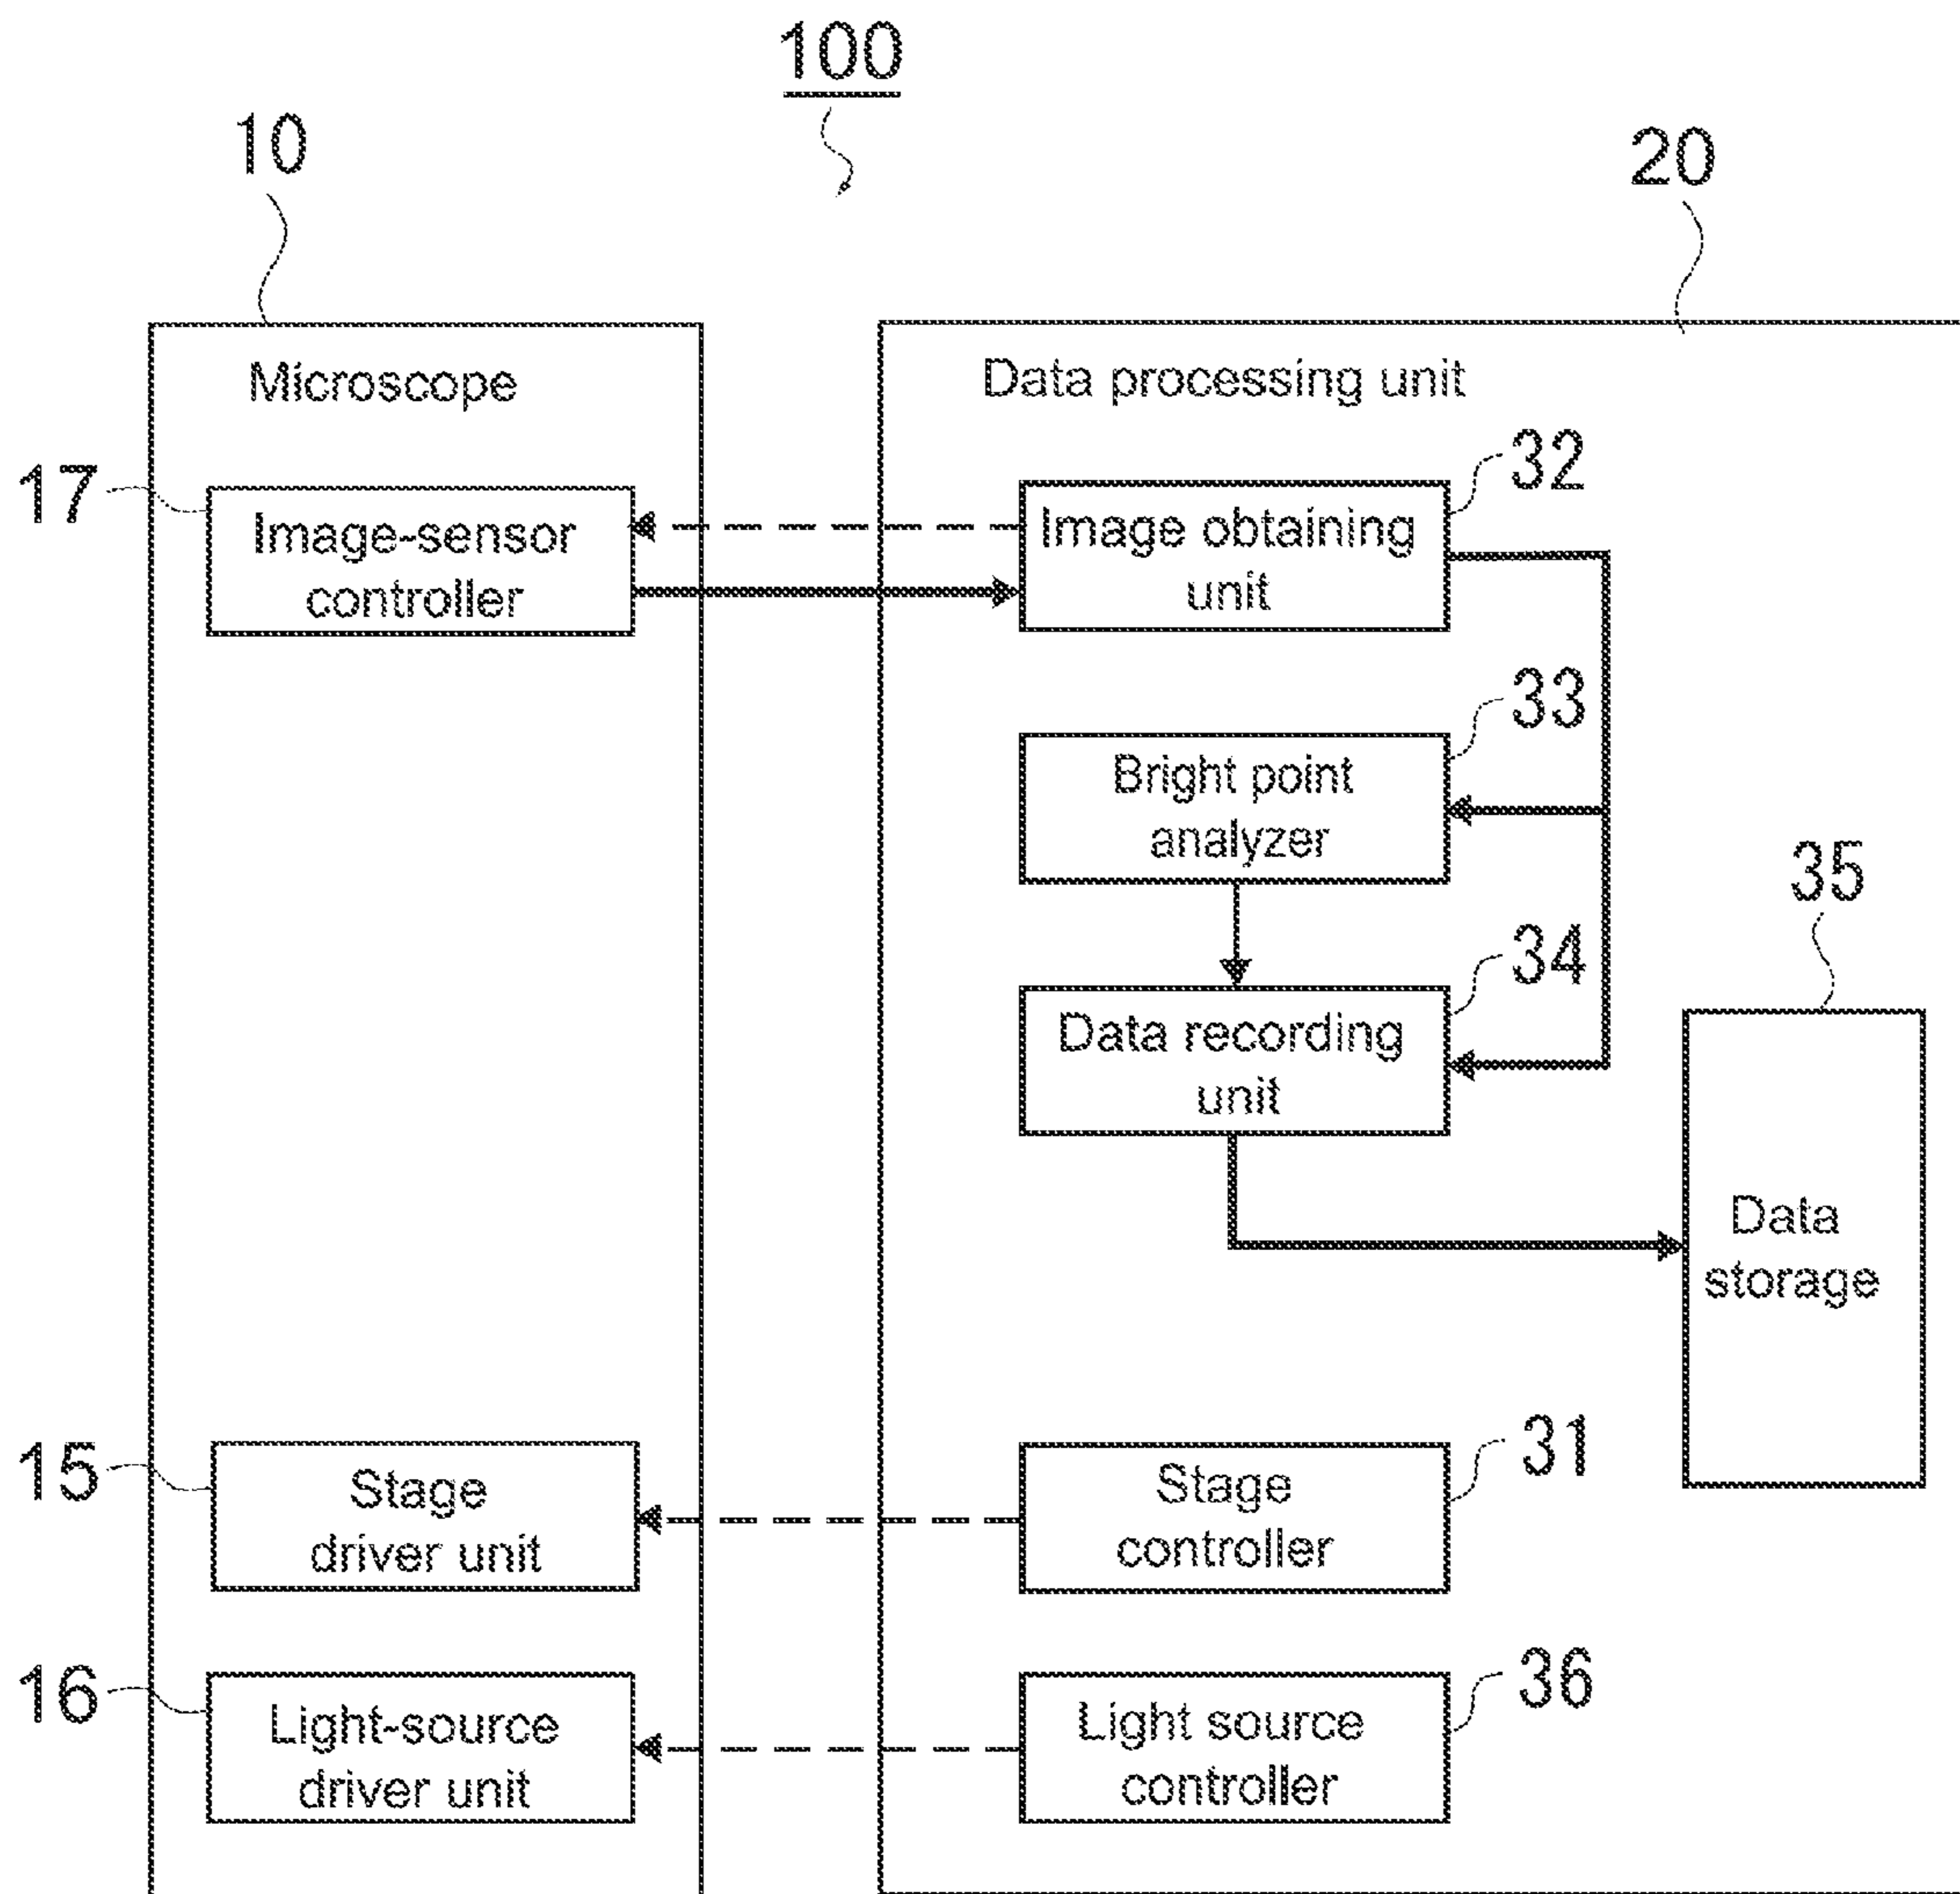 100
10
20
Microscope
Data processing unit
17
Image-sensor
controller
32
Image obtaining
unit
33
Bright point
analyzer
34
Data recording
unit
35
Data
storage
15
Stage
driver unit
31
Stage
controller
16
Light-source
driver unit
36
Light source
controller